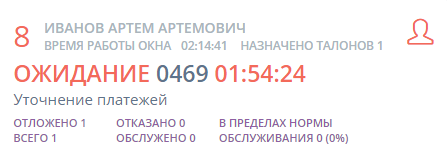 8 ИВАНОВ АРТЕМ АРТЕМОВИЧ
ВРЕМЯ РАБОТЫ ОКНА 02:14:41 НАЗНАЧЕНО ТАЛОНОВ 1
ОЖИДАНИЕ 0469 01:54:24
Уточнение платежей
ОТЛОЖЕНО 1 ОТКАЗАНО 0 В ПРЕДЕЛАХ НОРМЫ
ВСЕГО 1 ОБСЛУЖЕНО 0 ОБСЛУЖИВАНИЯ 0 (0%)